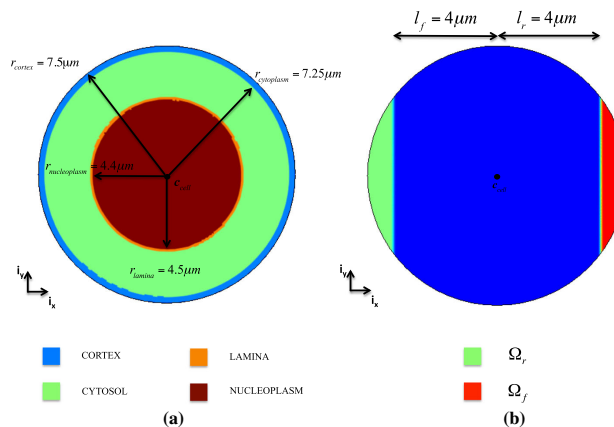 l_f = 4μm
l_r = 4μm
r_cortex = 7.5μm
r_cytoplasm = 7.25μm
r_nucleoplasm = 4.4μm
c_cell
r_lamina = 4.5μm
i_y
i_x
i_y
i_x
CORTEX
LAMINA
Ω_r
CYTOSOL
NUCLEOPLASM
Ω_f
(a)
(b)